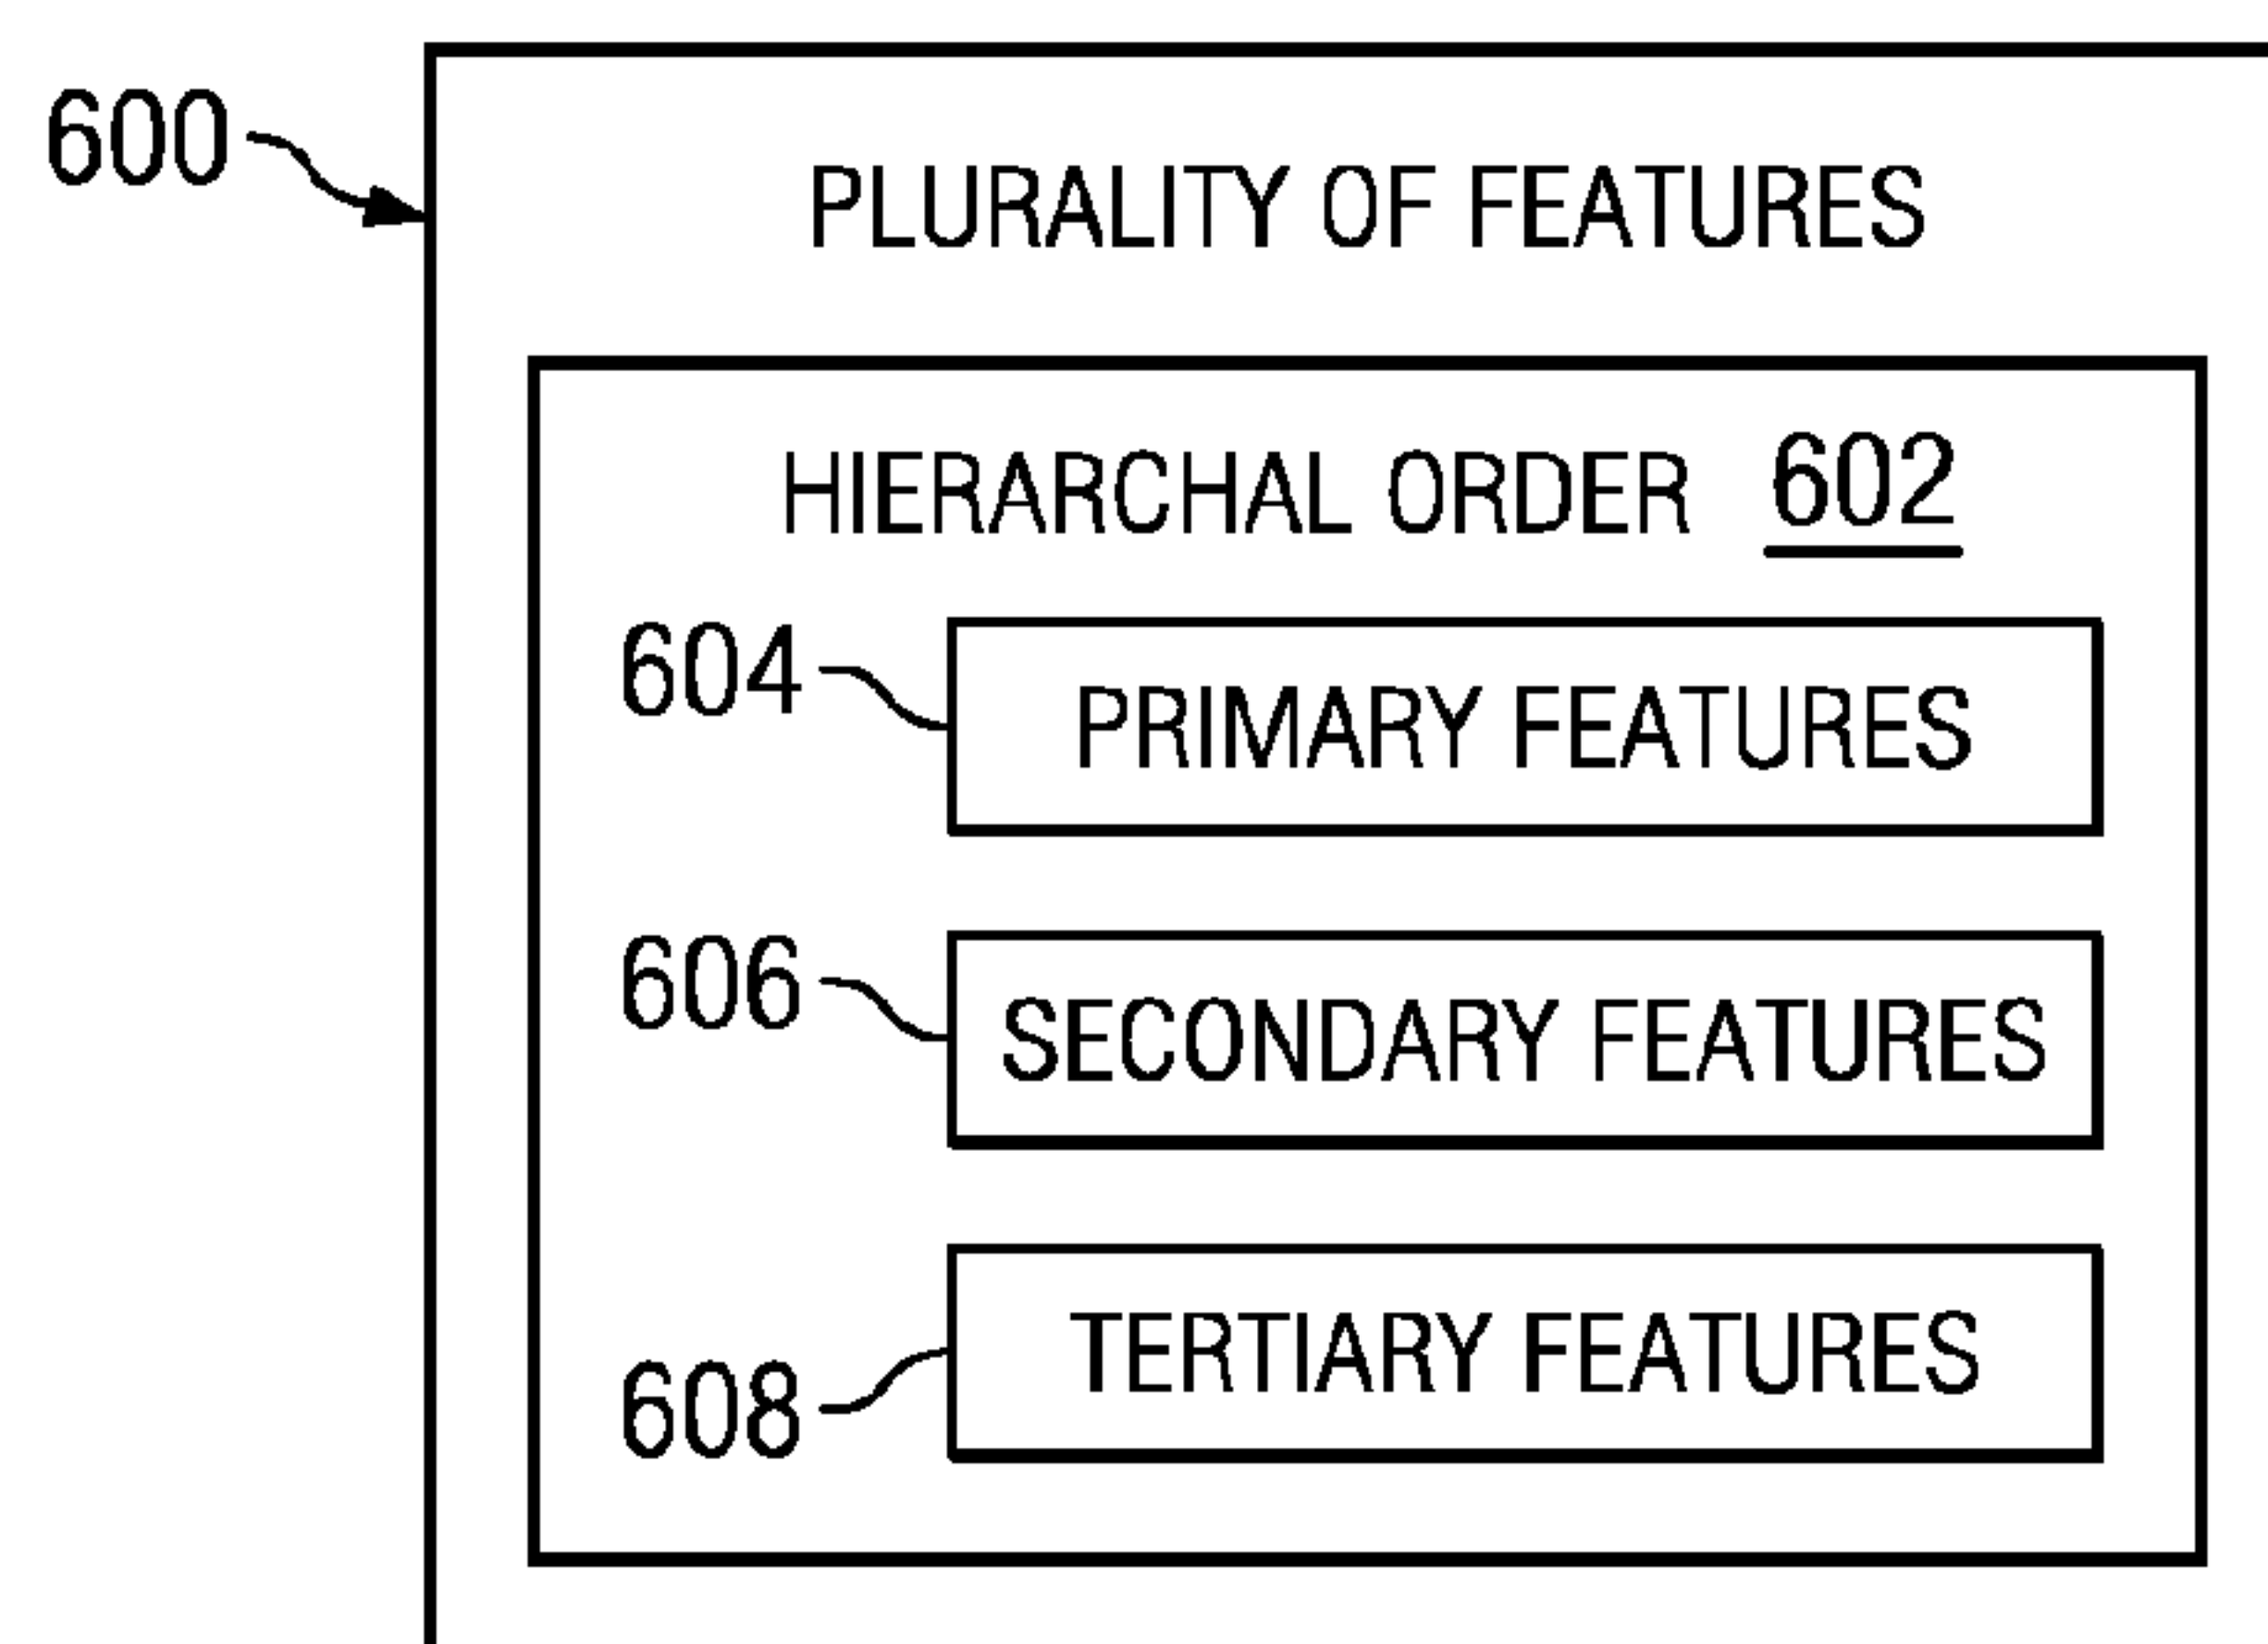 600
PLURALITY OF FEATURES
HIERARCHAL ORDER 602
604
PRIMARY FEATURES
606
SECONDARY FEATURES
608
TERTIARY FEATURES